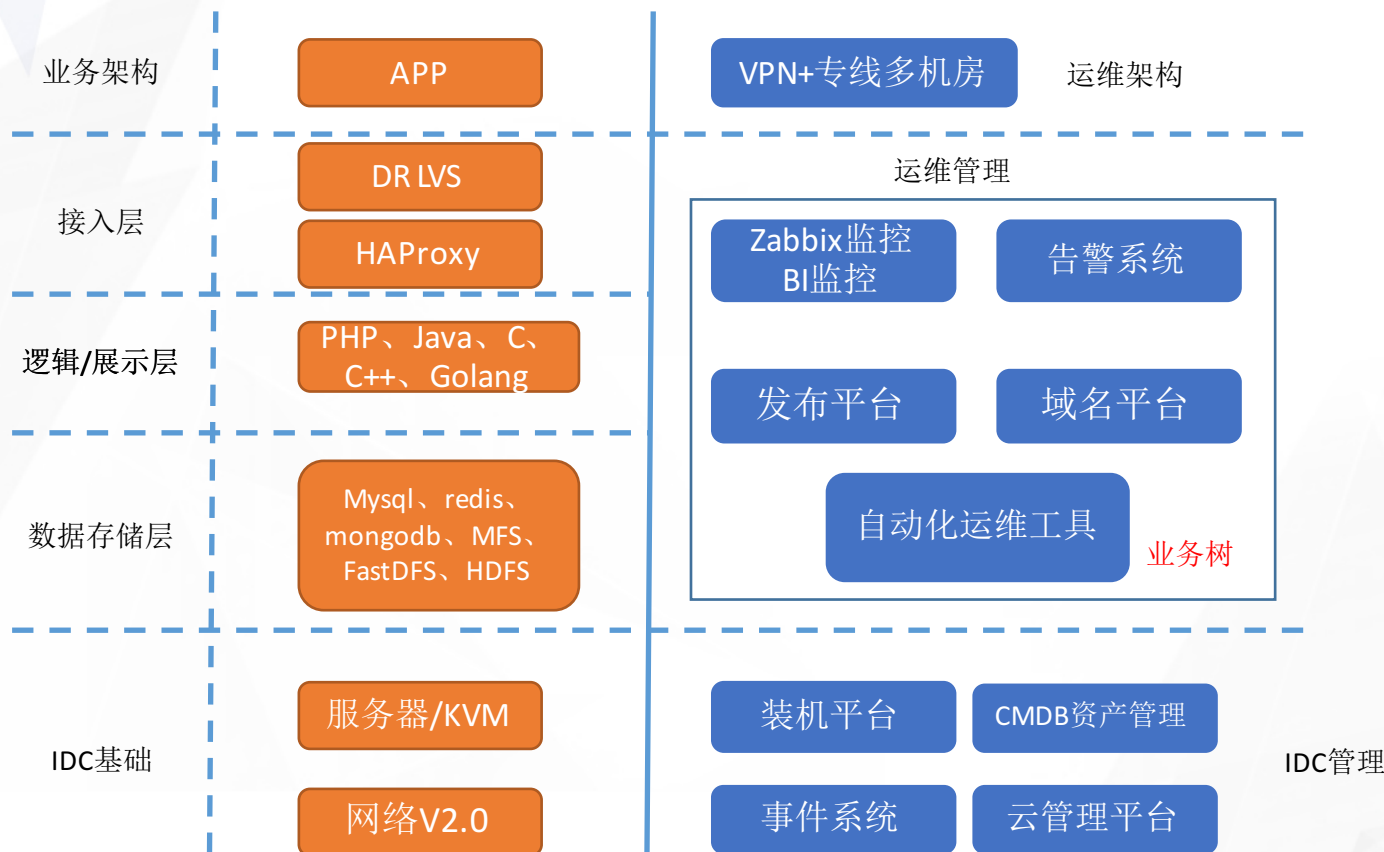 业务架构
APP
VPN+专线多机房
运维架构
接入层
DR LVS
HAProxy
运维管理
Zabbix监控
BI监控
告警系统
逻辑/展示层
PHP、Java、C、
C++、Golang
发布平台
域名平台
数据存储层
Mysql、redis、
mongodb、MFS、
FastDFS、HDFS
自动化运维工具
业务树
IDC基础
服务器/KVM
网络V2.0
装机平台
CMDB资产管理
事件系统
云管理平台
IDC管理